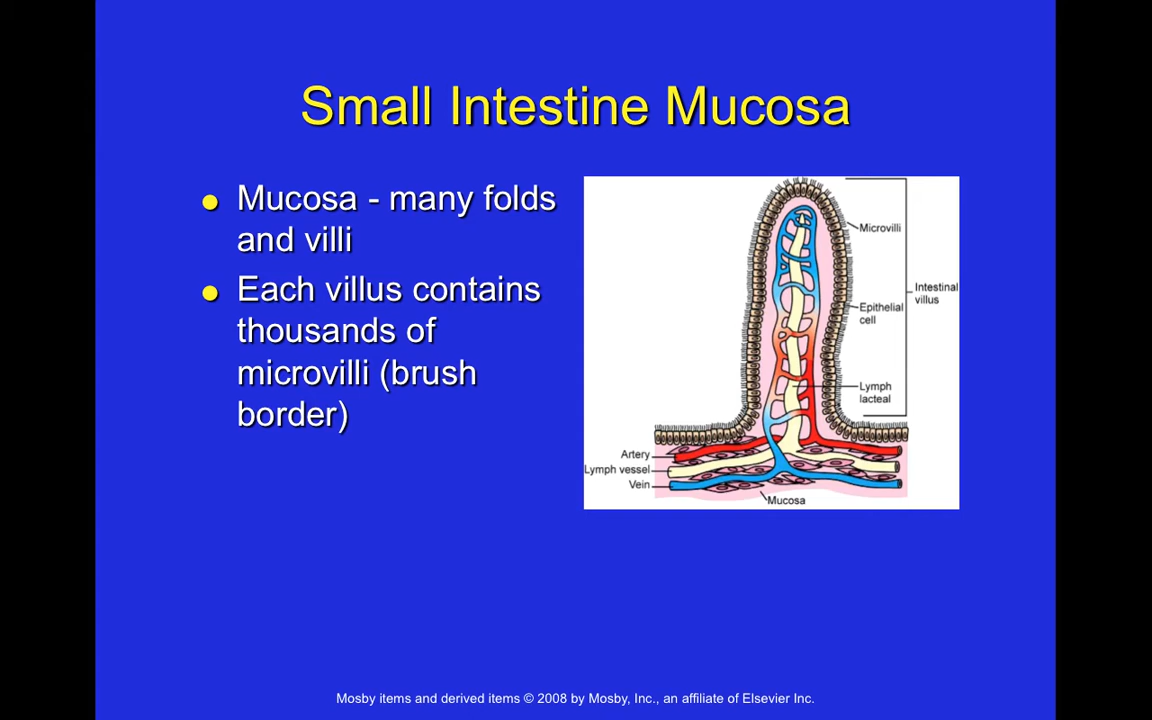 Small Intestine Mucosa
● Mucosa - many folds
and villi
● Each villus contains
thousands of
microvilli (brush
border)
Microvilli
Intestinal
villus
Epithelial
cell
Lymph
lacteal
Artery
Lymph vessel
Vein
Mucosa
Mosby items and derived items © 2008 by Mosby, Inc., an affiliate of Elsevier Inc.